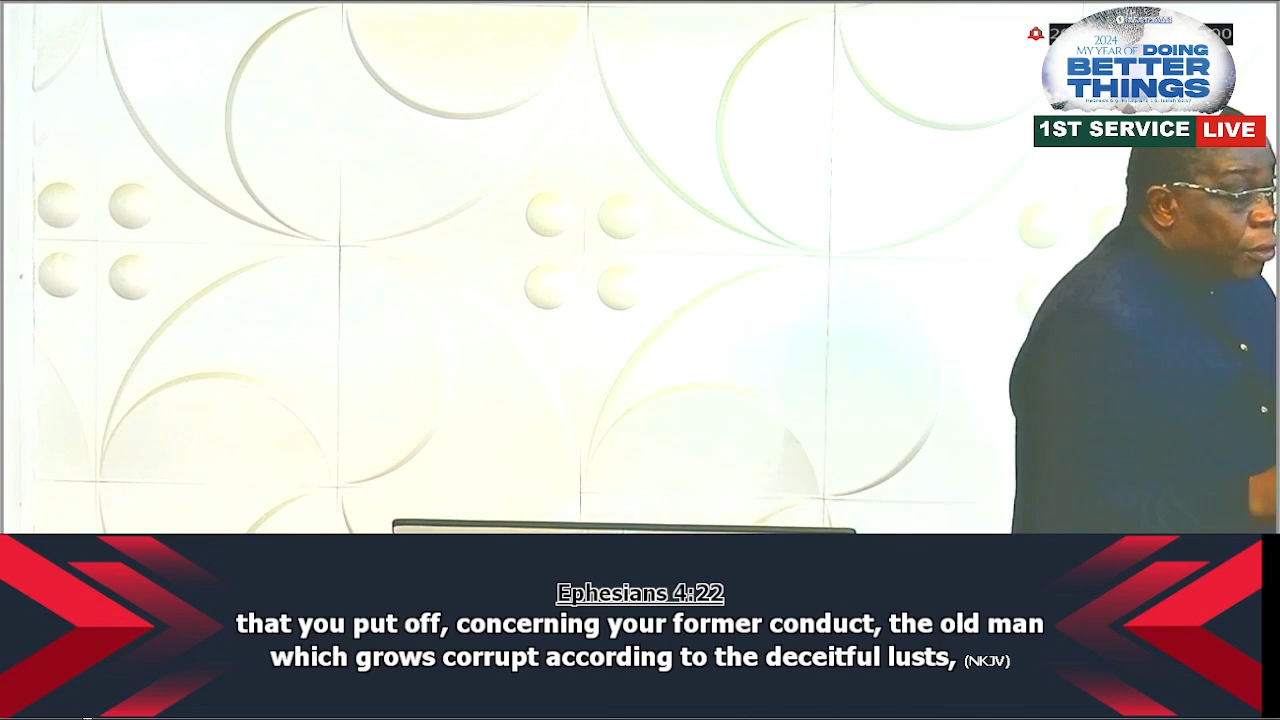 2024
MY YEAR OF DOING
BETTER
THINGS
1ST SERVICE LIVE
Ephesians 4:22
that you put off, concerning your former conduct, the old man
which grows corrupt according to the deceitful lusts, (NKJV)